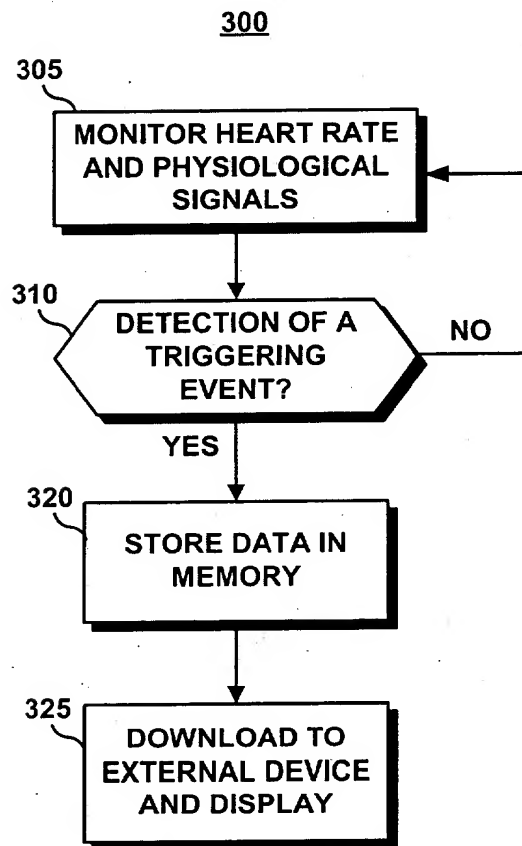 300
305
MONITOR HEART RATE
AND PHYSIOLOGICAL
SIGNALS
310
DETECTION OF A
TRIGGERING
EVENT?
NO
YES
320
STORE DATA IN
MEMORY
325
DOWNLOAD TO
EXTERNAL DEVICE
AND DISPLAY